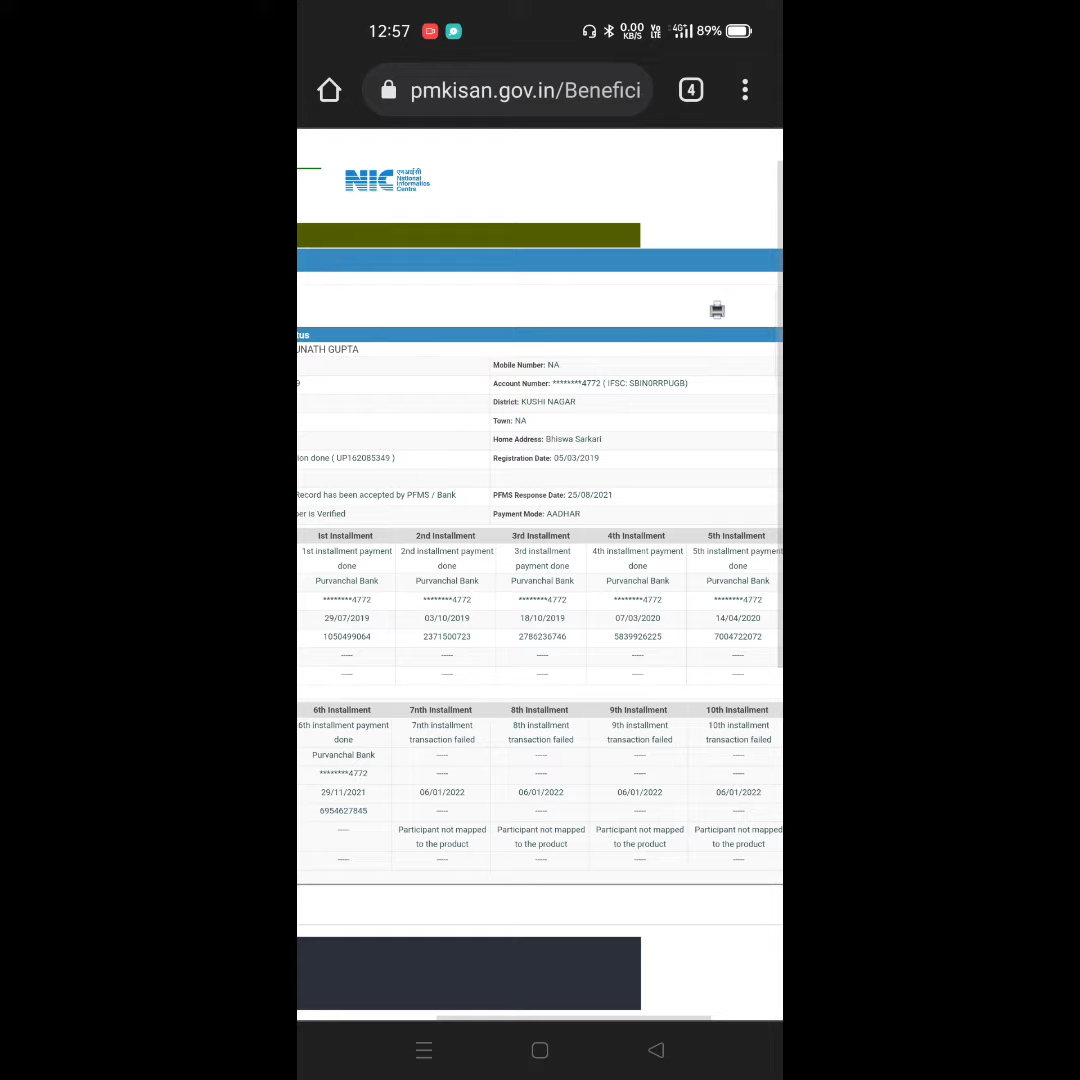 12:57 0.00 KB/S Vo LTE 4G+ 89%
pmkisan.gov.in/Benefici 4
NIC एनआईसी National Informatics Centre
tus
UNATH GUPTA
Mobile Number: NA
9 Account Number: ********4772 ( IFSC: SBIN0RRPUGB)
District: KUSHI NAGAR
Town: NA
Home Address: Bhiswa Sarkari
ion done ( UP162085349 ) Registration Date: 05/03/2019
Record has been accepted by PFMS / Bank PFMS Response Date: 25/08/2021
er is Verified Payment Mode: AADHAR
Ist Installment 2nd Installment 3rd Installment 4th Installment 5th Installment
1st installment payment 2nd installment payment 3rd installment 4th installment payment 5th installment payment
done done payment done done done
Purvanchal Bank Purvanchal Bank Purvanchal Bank Purvanchal Bank Purvanchal Bank
********4772 ********4772 ********4772 ********4772 ********4772
29/07/2019 03/10/2019 18/10/2019 07/03/2020 14/04/2020
1050499064 2371500723 2786236746 5839926225 7004722072
----- ----- ----- ----- -----
----- ----- ----- ----- -----
6th Installment 7nth Installment 8th Installment 9th Installment 10th Installment
6th installment payment 7nth installment 8th installment 9th installment 10th installment
done transaction failed transaction failed transaction failed transaction failed
Purvanchal Bank ----- ----- ----- -----
********4772 ----- ----- ----- -----
29/11/2021 06/01/2022 06/01/2022 06/01/2022 06/01/2022
6954627845 ----- ----- ----- -----
----- Participant not mapped Participant not mapped Participant not mapped Participant not mapped
to the product to the product to the product to the product
----- ----- ----- ----- -----